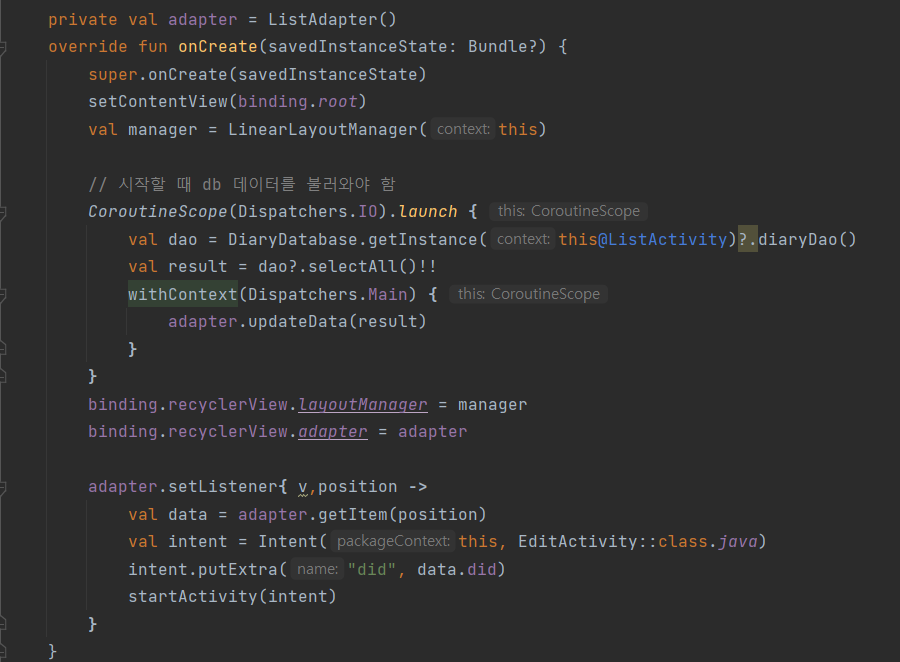 private val adapter = ListAdapter()
override fun onCreate(savedInstanceState: Bundle?) {
super.onCreate(savedInstanceState)
setContentView(binding.root)
val manager = LinearLayoutManager( context: this)
// 시작할 때 db 데이터를 불러와야 함
CoroutineScope(Dispatchers.IO).launch { this: CoroutineScope
val dao = DiaryDatabase.getInstance( context: this@ListActivity)?.diaryDao()
val result = dao?.selectAll()!!
withContext(Dispatchers.Main) { this: CoroutineScope
adapter.updateData(result)
}
}
binding.recyclerView.layoutManager = manager
binding.recyclerView.adapter = adapter
adapter.setListener{ v,position ->
val data = adapter.getItem(position)
val intent = Intent( packageContext: this, EditActivity::class.java)
intent.putExtra( name: "did", data.did)
startActivity(intent)
}
}